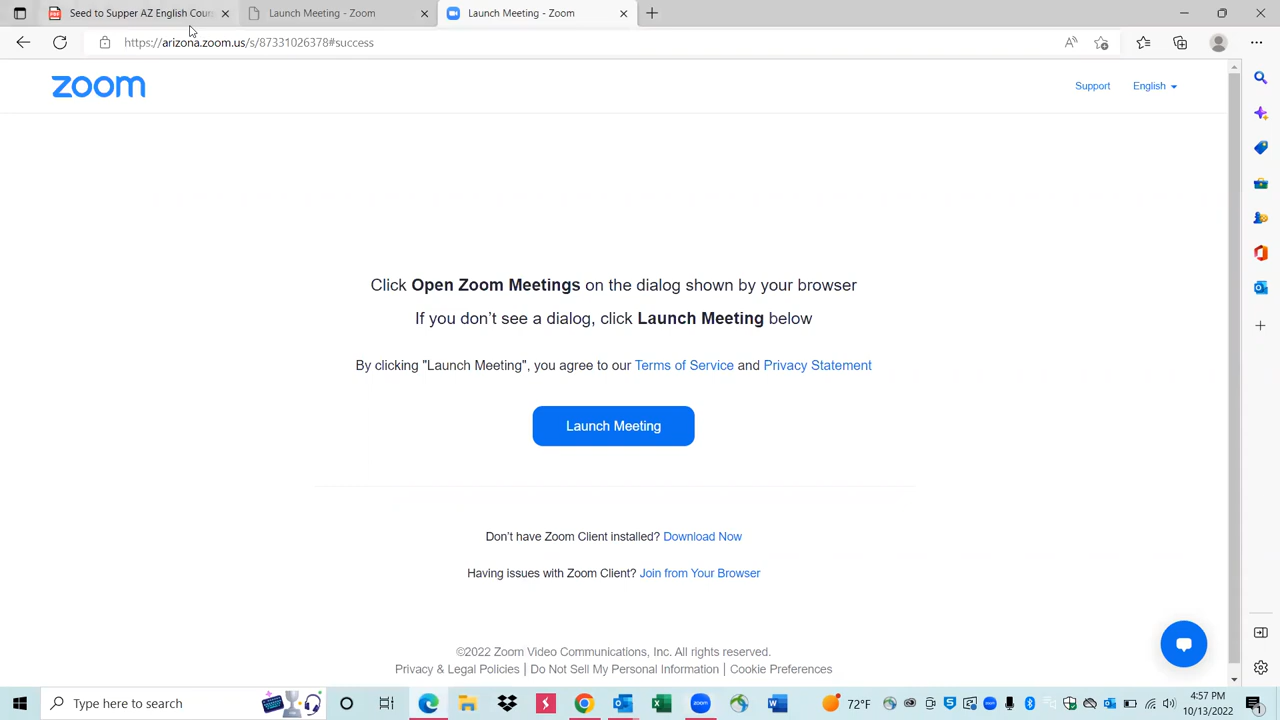 Seed to Supper AZ English Cour
Launch Meeting - Zoom
Launch Meeting - Zoom
https://arizona.zoom.us/s/87331026378#success
zoom
Support
English
Click Open Zoom Meetings on the dialog shown by your browser
If you don’t see a dialog, click Launch Meeting below
By clicking "Launch Meeting", you agree to our Terms of Service and Privacy Statement
Launch Meeting
Don’t have Zoom Client installed? Download Now
Having issues with Zoom Client? Join from Your Browser
©2022 Zoom Video Communications, Inc. All rights reserved.
Privacy & Legal Policies | Do Not Sell My Personal Information | Cookie Preferences
Type here to search
zoom
72°F
4:57 PM
10/13/2022
1